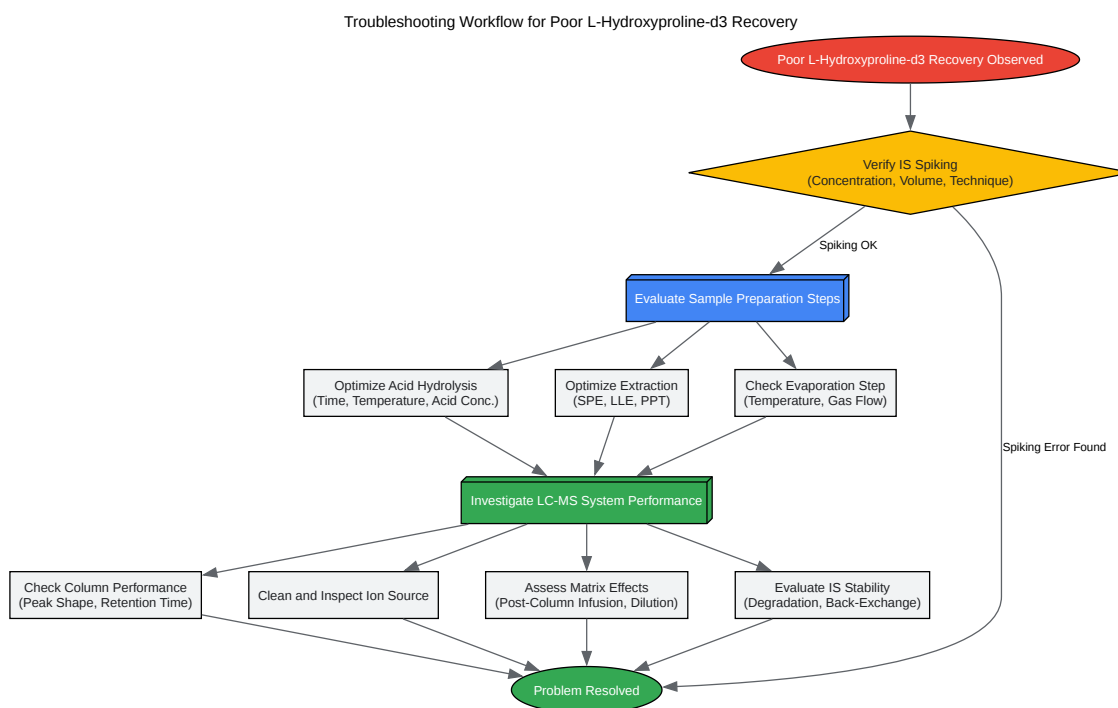 Troubleshooting Workflow for Poor L-Hydroxyproline-d3 Recovery
Poor L-Hydroxyproline-d3 Recovery Observed
Verify IS Spiking
(Concentration, Volume, Technique)
Spiking OK
Evaluate Sample Preparation Steps
Optimize Acid Hydrolysis
(Time, Temperature, Acid Conc.)
Optimize Extraction
(SPE, LLE, PPT)
Check Evaporation Step
(Temperature, Gas Flow)
Spiking Error Found
Investigate LC-MS System Performance
Check Column Performance
(Peak Shape, Retention Time)
Clean and Inspect Ion Source
Assess Matrix Effects
(Post-Column Infusion, Dilution)
Evaluate IS Stability
(Degradation, Back-Exchange)
Problem Resolved